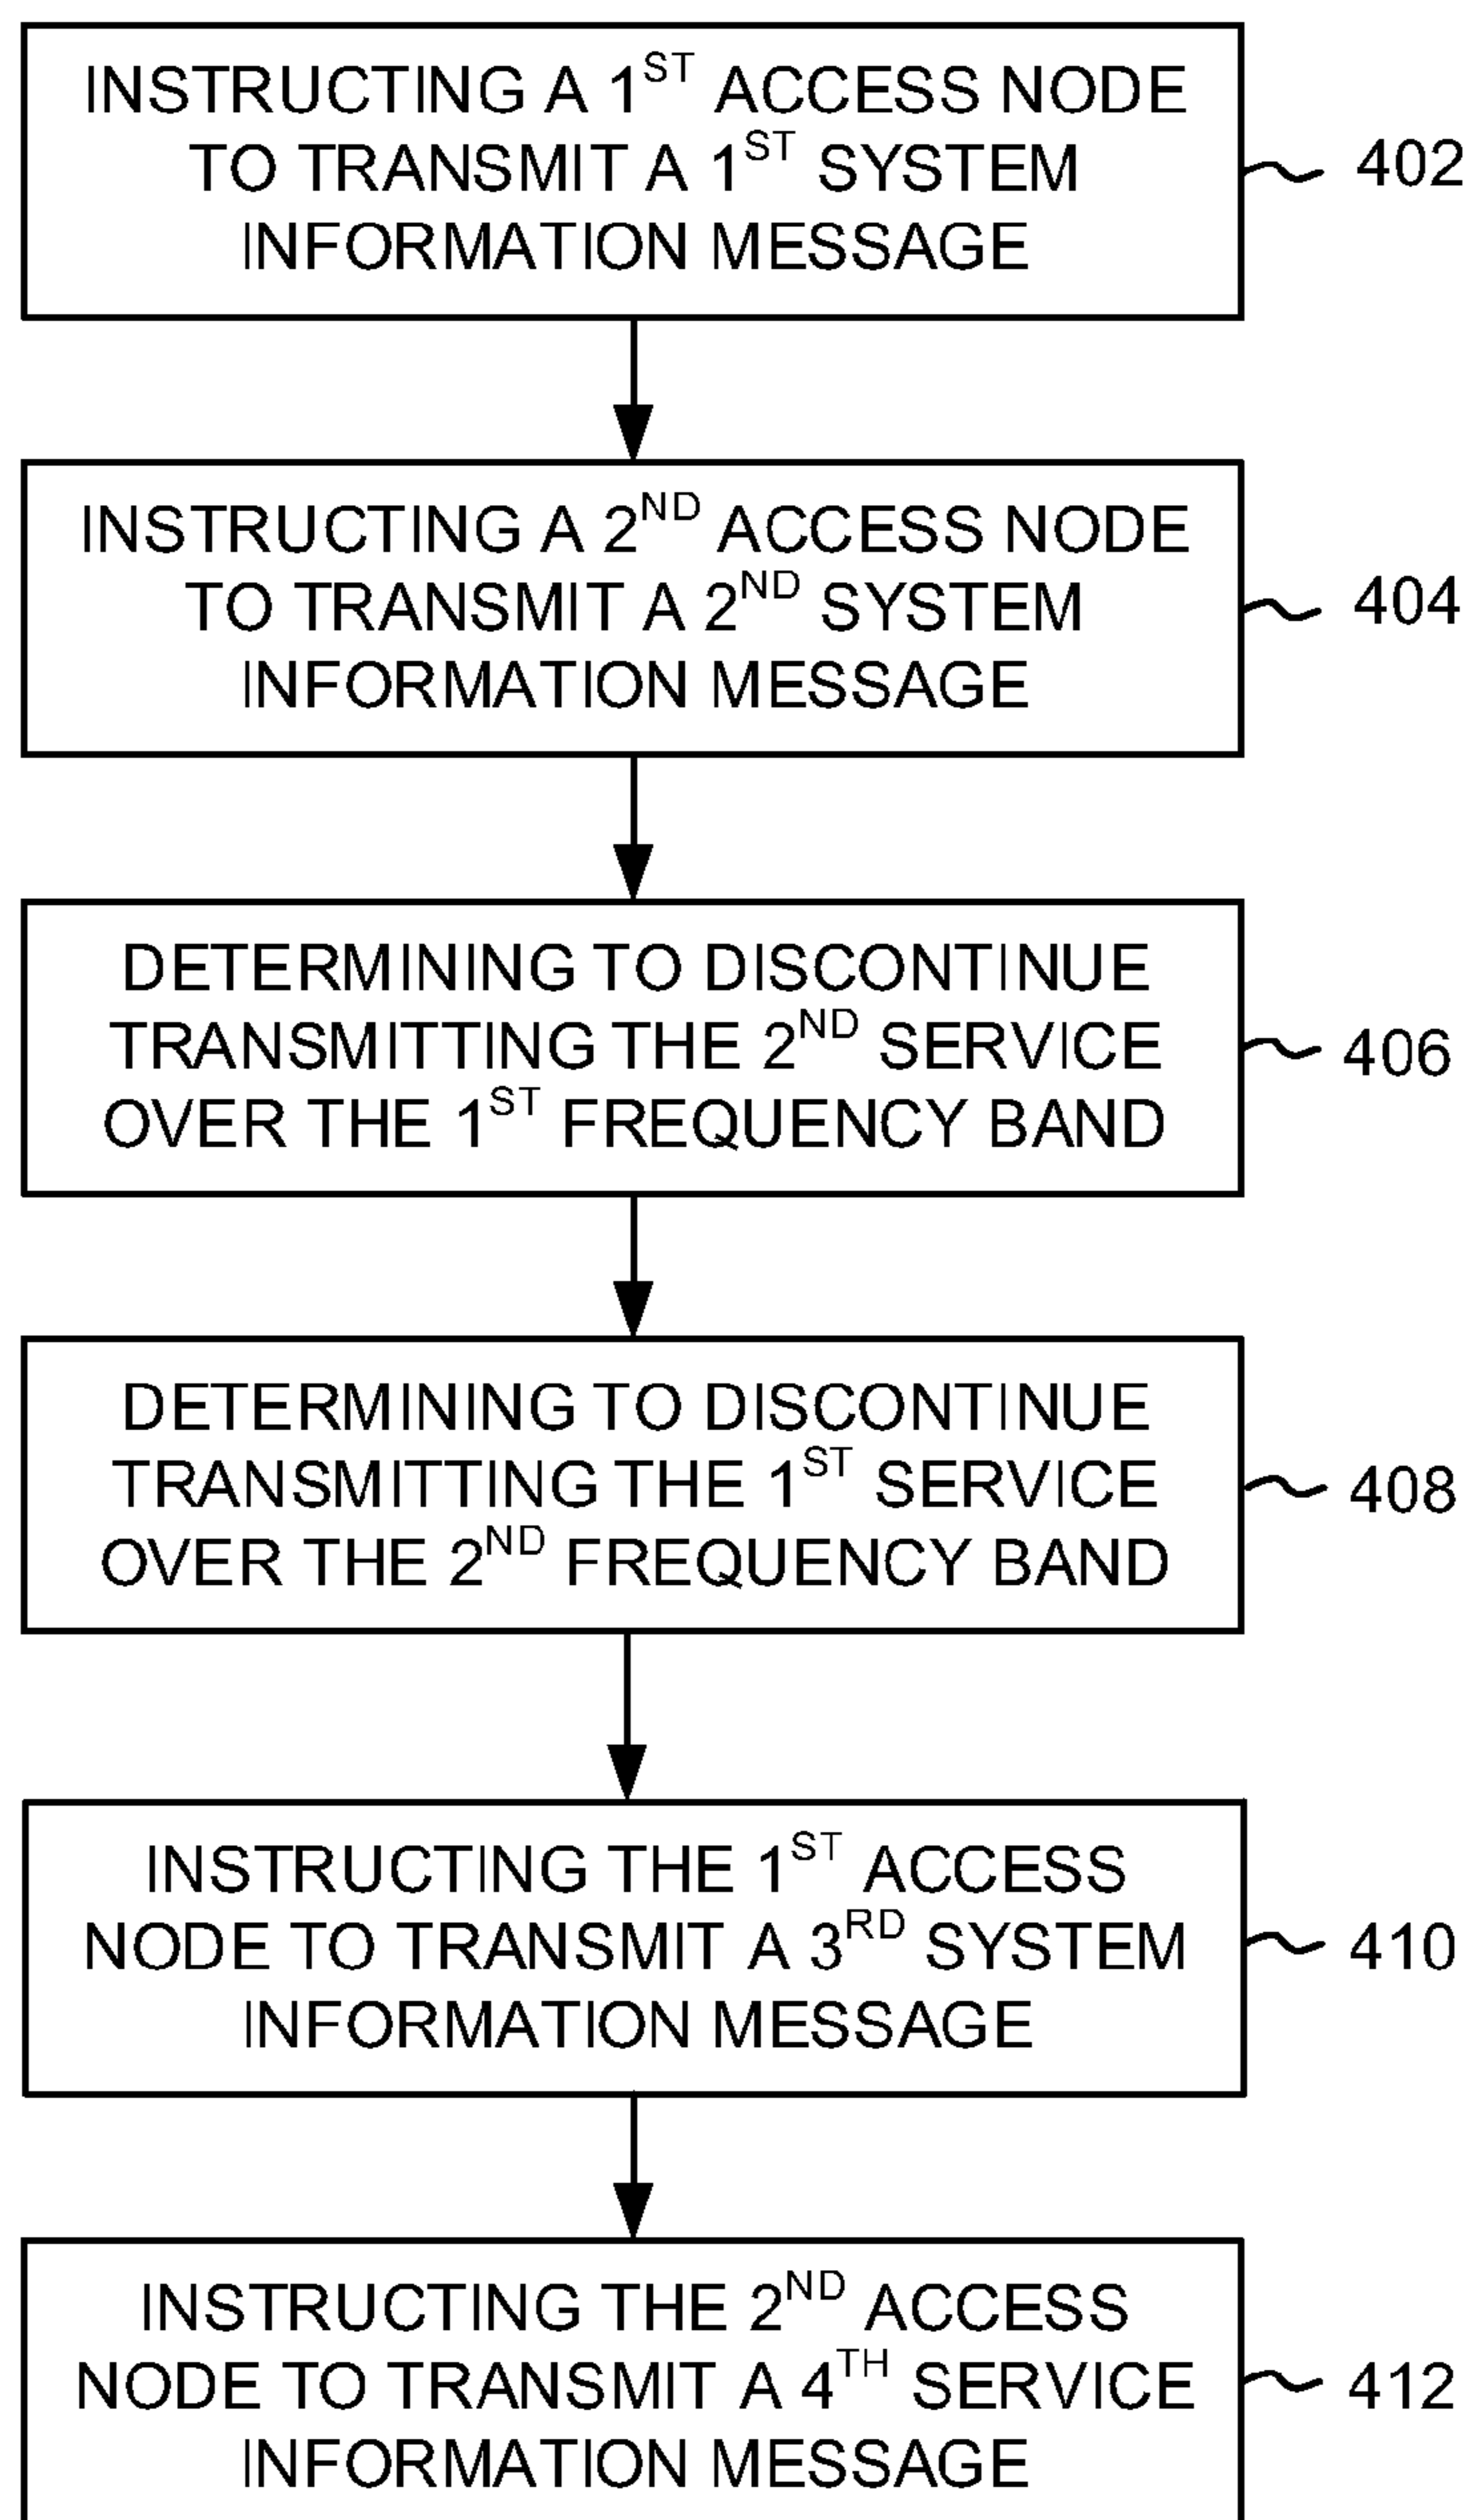 INSTRUCTING A 1ST ACCESS NODE
TO TRANSMIT A 1ST SYSTEM
INFORMATION MESSAGE
402
INSTRUCTING A 2ND ACCESS NODE
TO TRANSMIT A 2ND SYSTEM
INFORMATION MESSAGE
404
DETERMINING TO DISCONTINUE
TRANSMITTING THE 2ND SERVICE
OVER THE 1ST FREQUENCY BAND
406
DETERMINING TO DISCONTINUE
TRANSMITTING THE 1ST SERVICE
OVER THE 2ND FREQUENCY BAND
408
INSTRUCTING THE 1ST ACCESS
NODE TO TRANSMIT A 3RD SYSTEM
INFORMATION MESSAGE
410
INSTRUCTING THE 2ND ACCESS
NODE TO TRANSMIT A 4TH SERVICE
INFORMATION MESSAGE
412